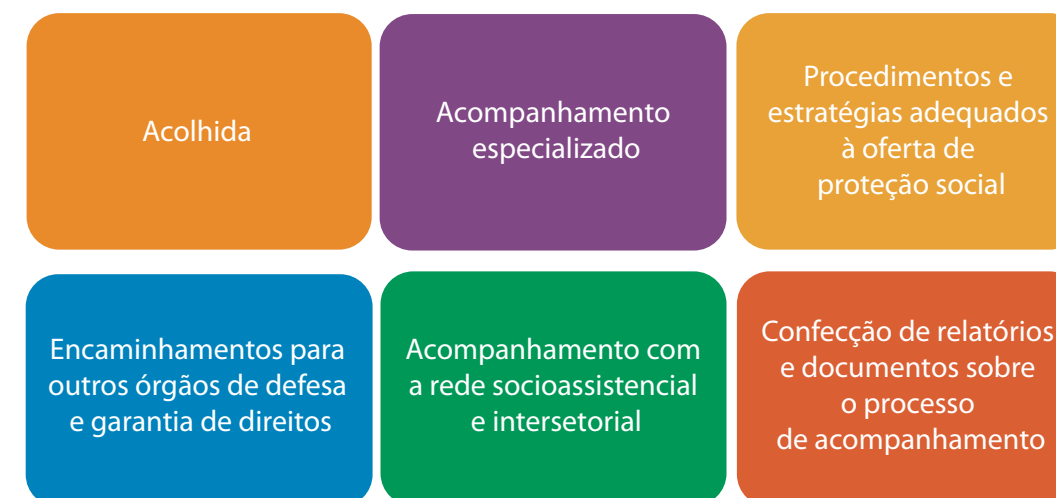 Acolhida
Acompanhamento
especializado
Procedimentos e
estratégias adequados
à oferta de
proteção social
Encaminhamentos para
outros órgãos de defesa
e garantia de direitos
Acompanhamento com
a rede socioassistencial
e intersetorial
Confecção de relatórios
e documentos sobre
o processo
de acompanhamento